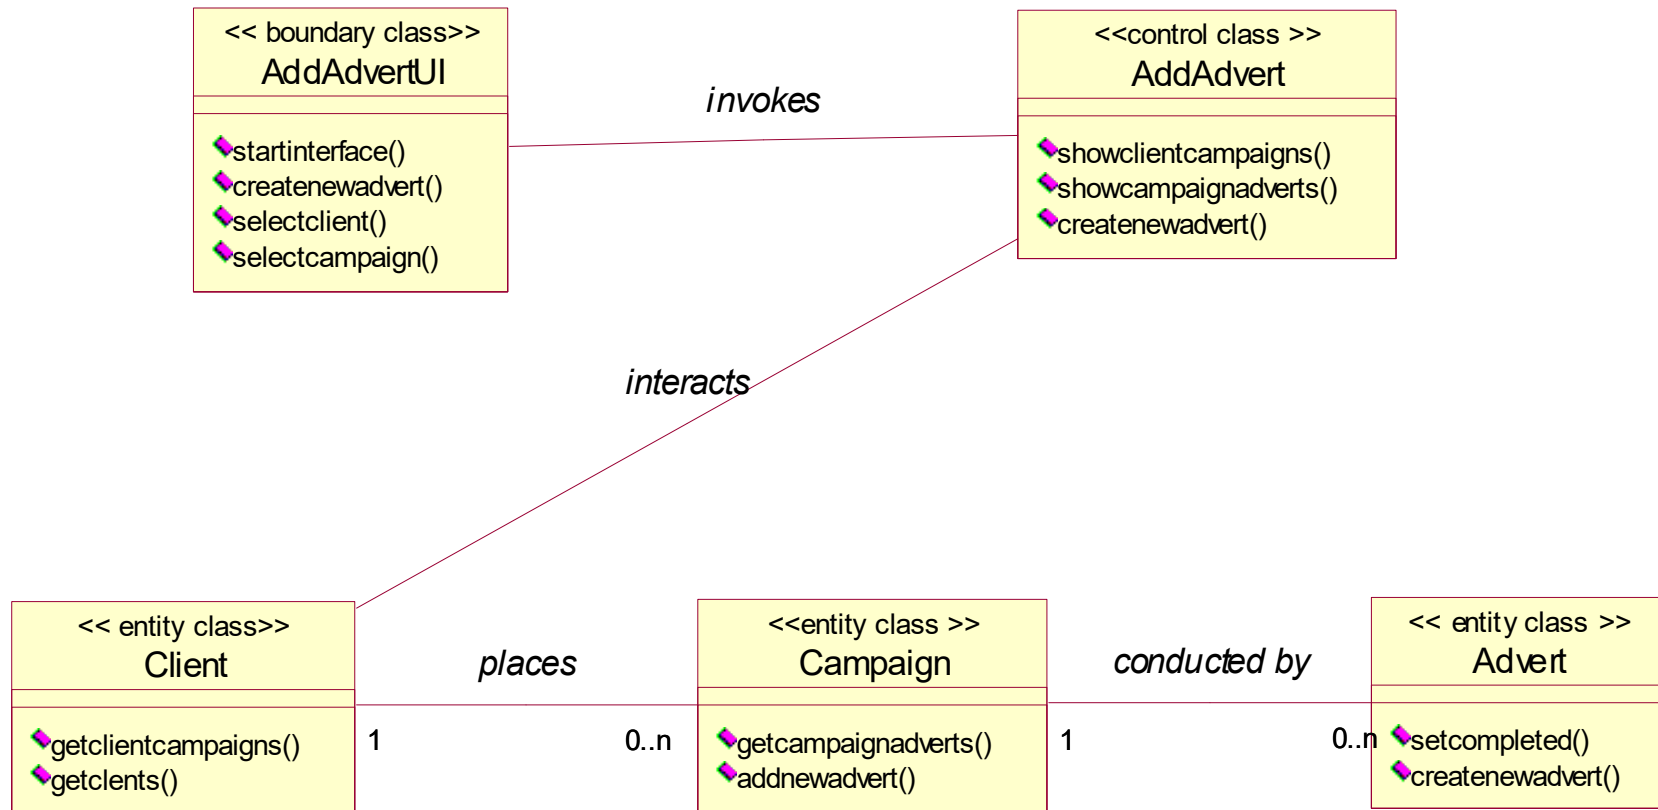 << boundary class>>
AddAdvertUI
startinterface()
createnewadvert()
selectclient()
selectcampaign()
invokes
<<control class >>
AddAdvert
showclientcampaigns()
showcampaignadverts()
createnewadvert()
interacts
<< entity class>>
Client
getclientcampaigns()
getclents()
places
1
0..n
<<entity class >>
Campaign
getcampaignadverts()
addnewadvert()
conducted by
1
0..n
<< entity class >>
Advert
setcompleted()
createnewadvert()